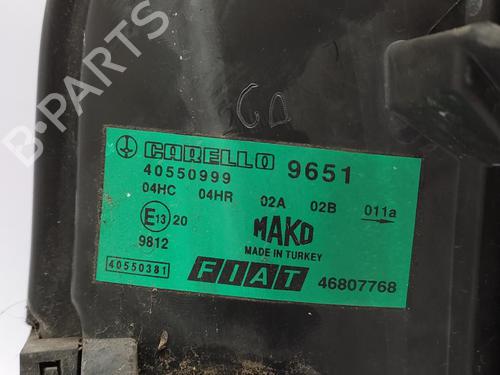 CARELLO 9651
40550999
04HC 04HR 02A 02B 011a
E13 20
MAKO
9812
MADE IN TURKEY
40550381
FIAT 46807768
B-PARTS
B-PARTS